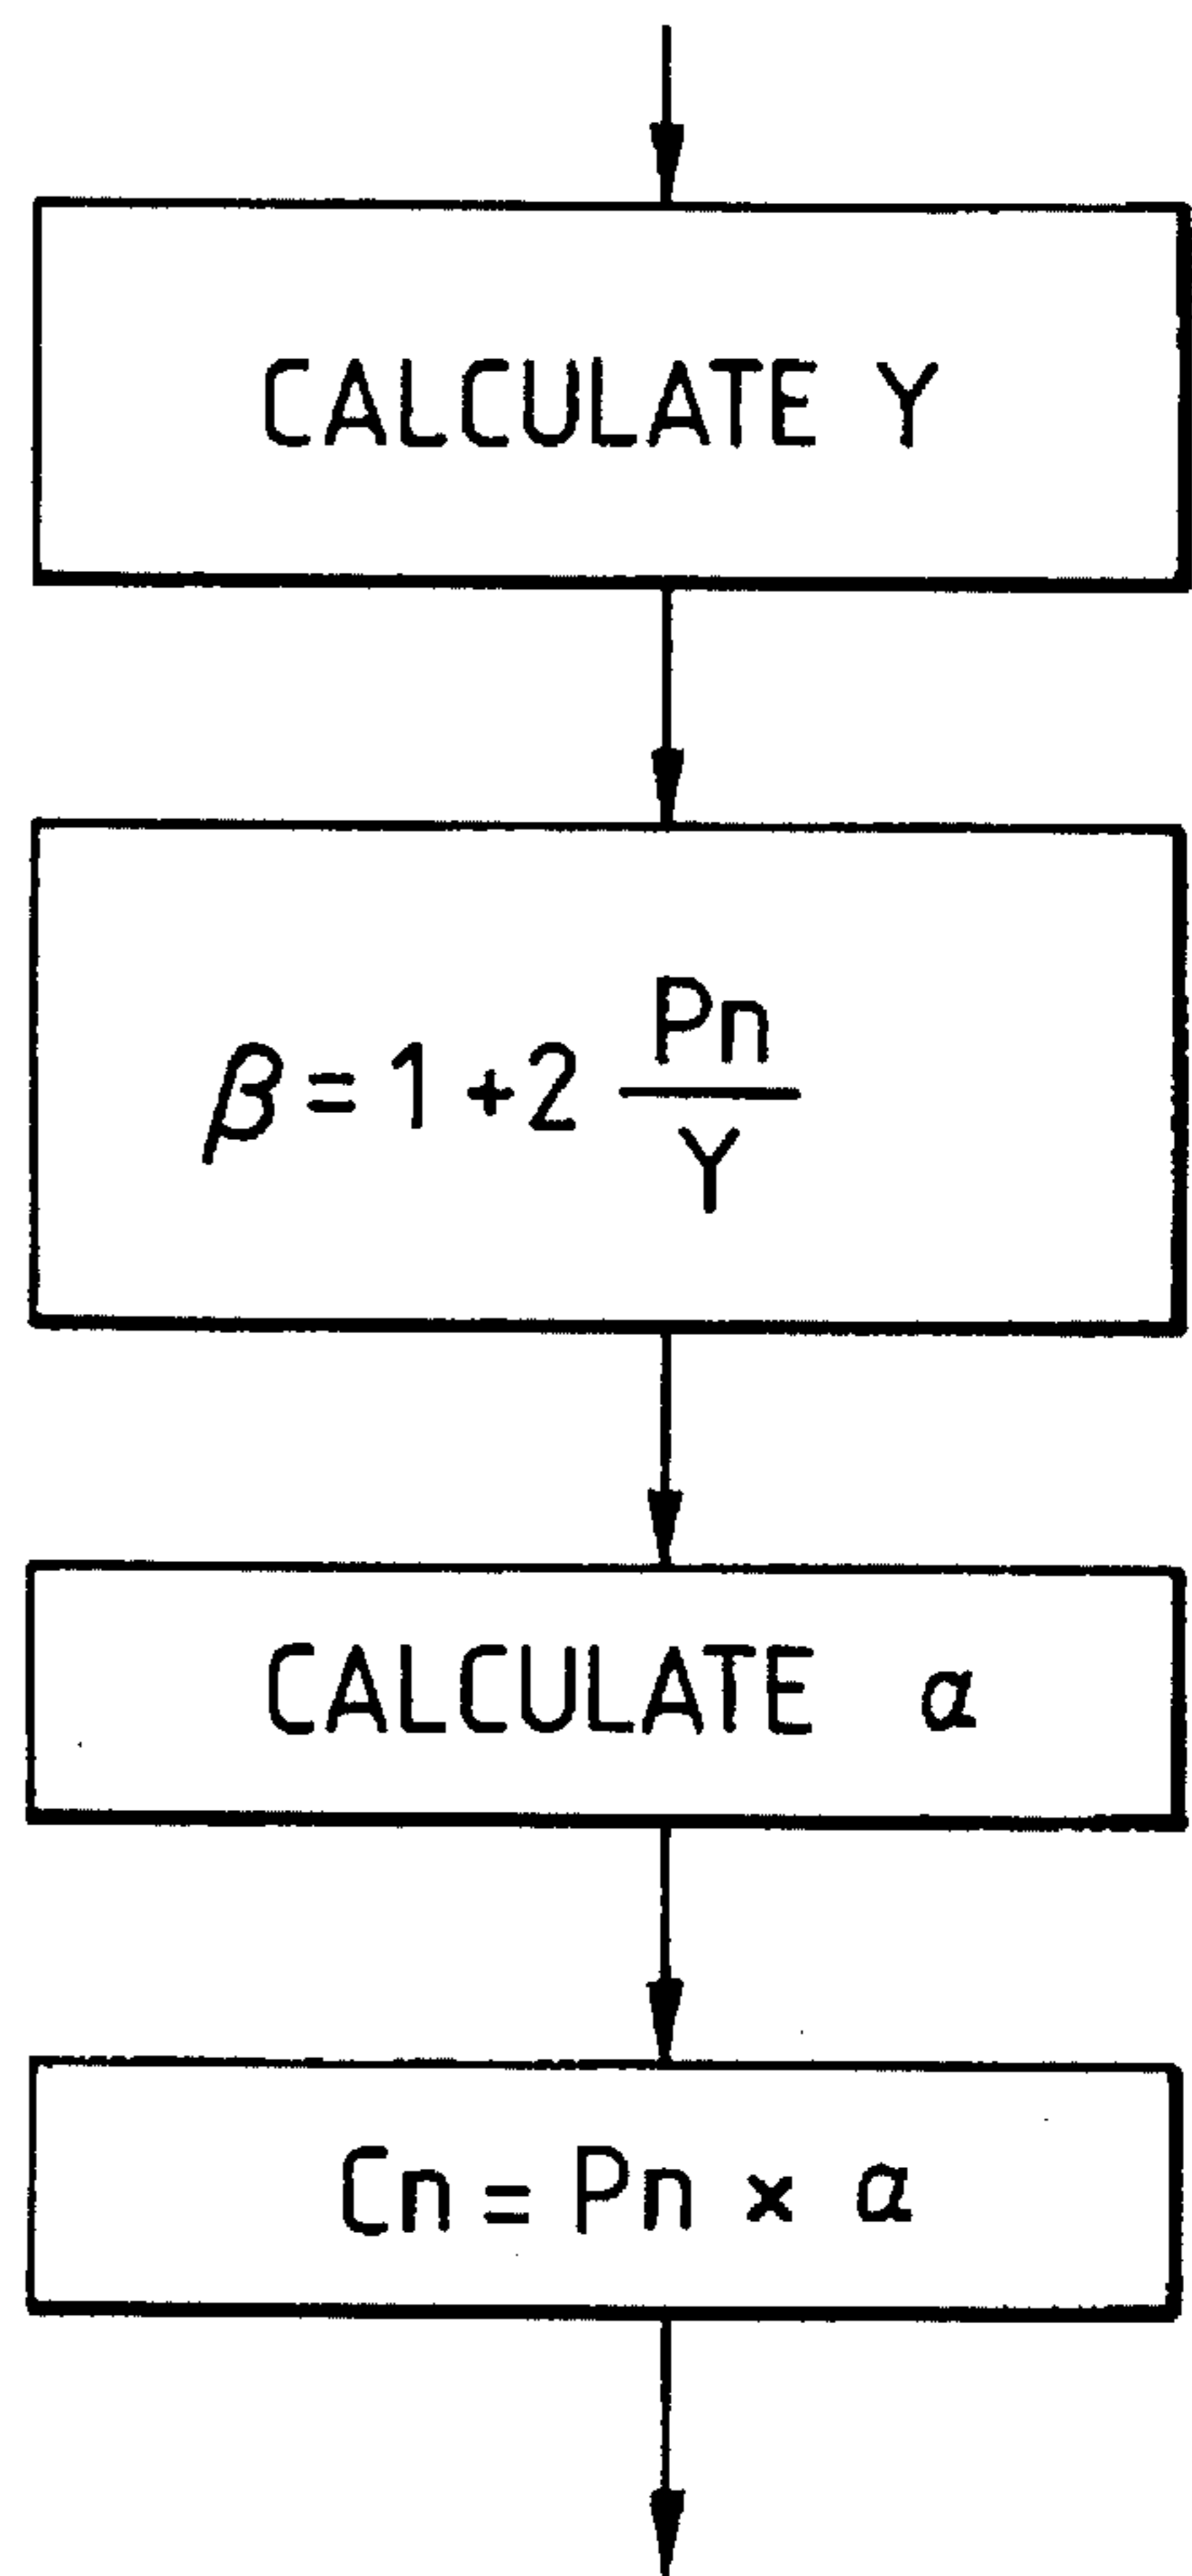 CALCULATE Y
β = 1 + 2 Pn/Y
CALCULATE α
Cn = Pn × α